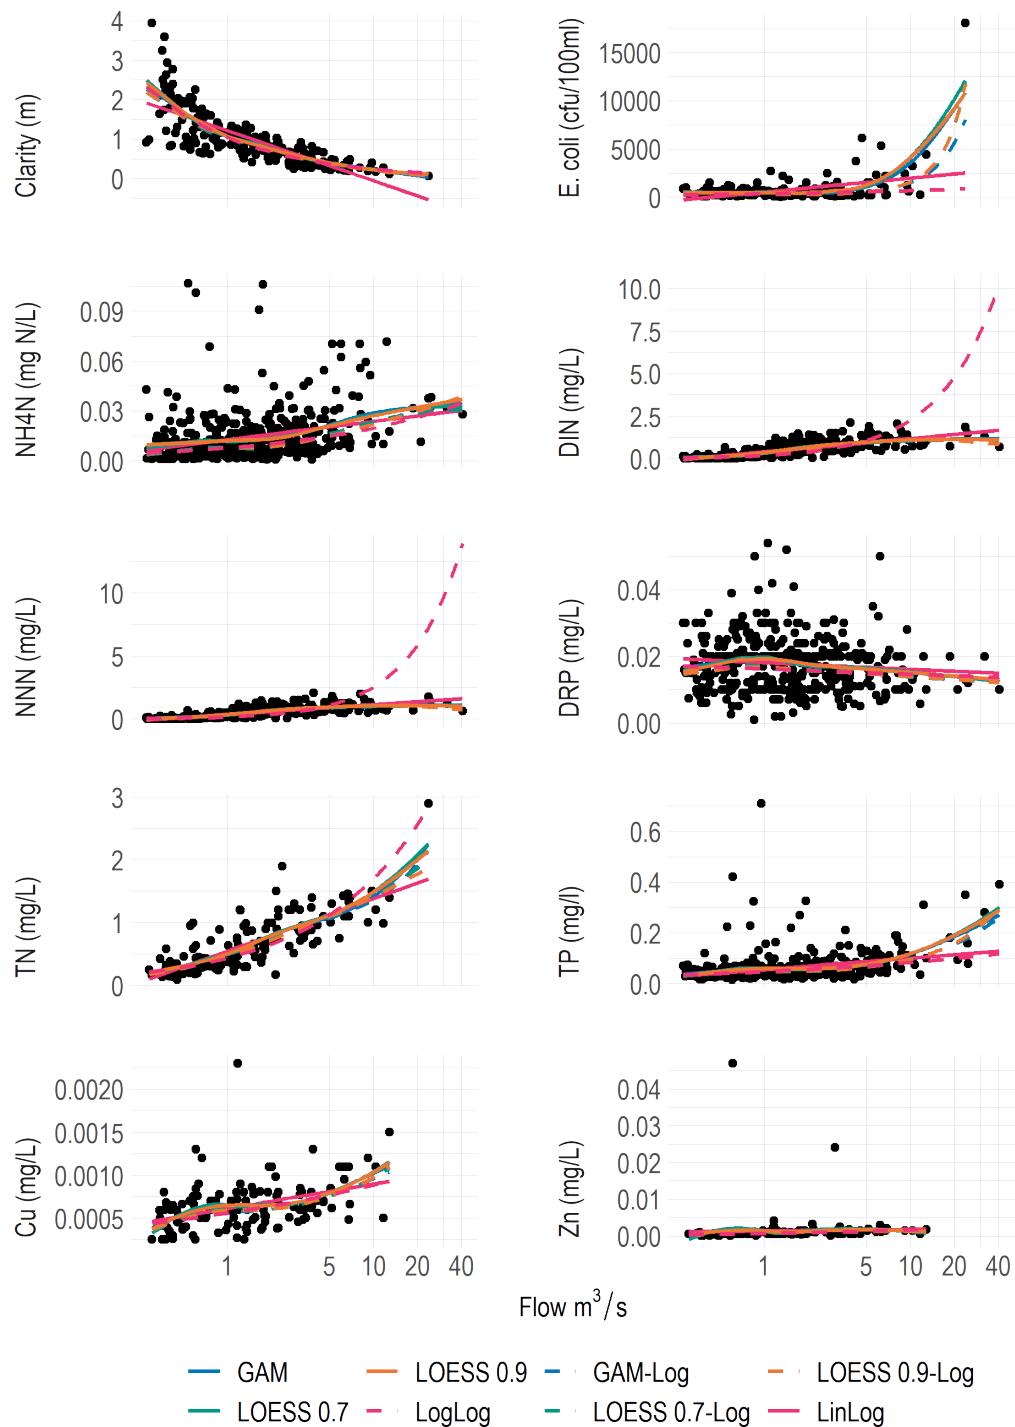 Clarity (m)
4
3
2
1
0
E. coli (cfu/100ml)
15000
10000
5000
0
NH4N (mg N/L)
0.09
0.06
0.03
0.00
DIN (mg/L)
10.0
7.5
5.0
2.5
0.0
NNN (mg/L)
10
5
0
DRP (mg/L)
0.04
0.02
0.00
TN (mg/L)
3
2
1
0
TP (mg/l)
0.6
0.4
0.2
0.0
Cu (mg/L)
0.0020
0.0015
0.0010
0.0005
Zn (mg/L)
0.04
0.03
0.02
0.01
0.00
1 5 10 20 40
1 5 10 20 40
Flow m³/s
GAM LOESS 0.9 GAM-Log LOESS 0.9-Log
LOESS 0.7 LogLog LOESS 0.7-Log LinLog